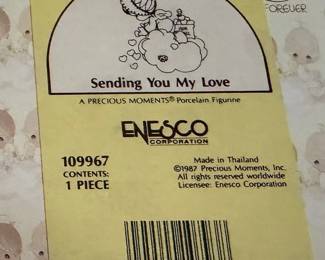 FOREVER
Sending You My Love
A PRECIOUS MOMENTS® Porcelain Figurine
ENESCO
CORPORATION
109967
CONTENTS:
1 PIECE
Made in Thailand
©1987 Precious Moments, Inc.
All rights reserved worldwide
Licensee: Enesco Corporation